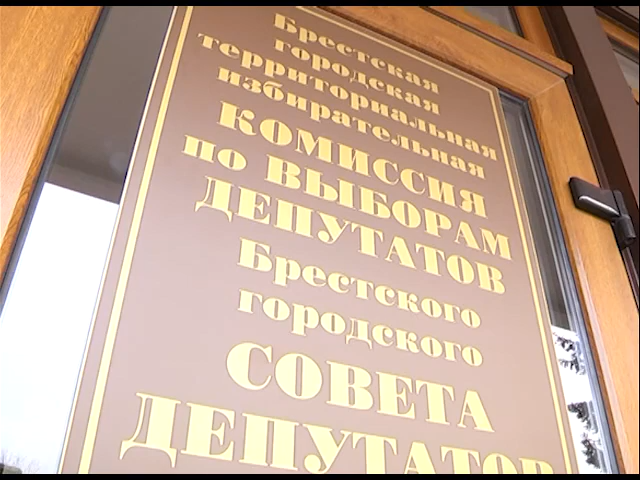 Брестская
городская
территориальная
избирательная
КОМИССИЯ
по ВЫБОРАМ
ДЕПУТАТОВ
Брестского
городского
СОВЕТА
ДЕПУТАТОВ